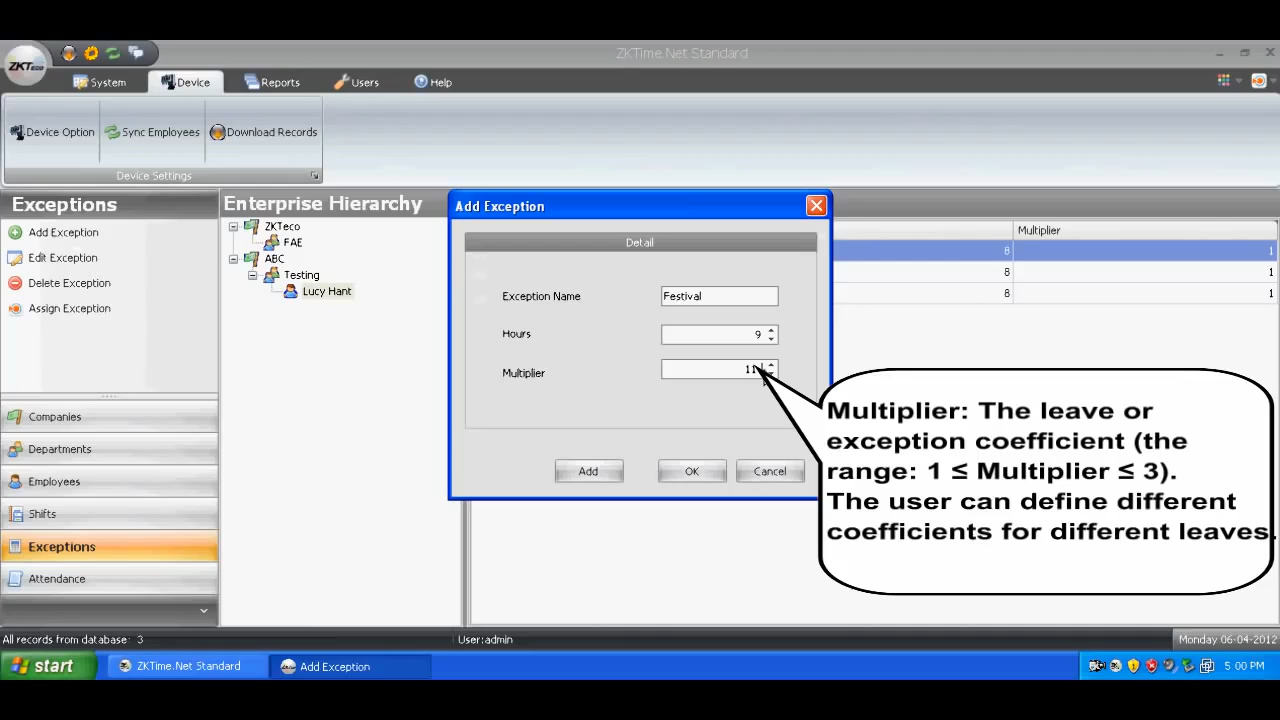 ZKTime.Net Standard
ZKTeco
System
Device
Reports
Users
Help
Device Option
Sync Employees
Download Records
Device Settings
Exceptions
Add Exception
Edit Exception
Delete Exception
Assign Exception
Companies
Departments
Employees
Shifts
Exceptions
Attendance
Enterprise Hierarchy
ZKTeco
FAE
ABC
Testing
Lucy Hant
Add Exception
Detail
Exception Name
Festival
Hours
9
Multiplier
11
Add
OK
Cancel
Multiplier
8
1
8
1
8
1
Multiplier: The leave or
exception coefficient (the
range: 1 ≤ Multiplier ≤ 3).
The user can define different
coefficients for different leaves.
All records from database: 3
User:admin
Monday 06-04-2012
start
ZKTime.Net Standard
Add Exception
5:00 PM